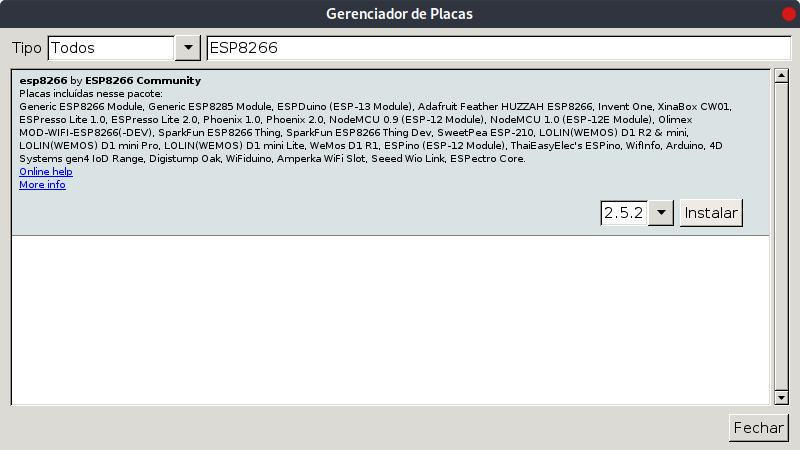 Gerenciador de Placas
Tipo Todos ESP8266
esp8266 by ESP8266 Community
Placas incluídas nesse pacote:
Generic ESP8266 Module, Generic ESP8285 Module, ESPDuino (ESP-13 Module), Adafruit Feather HUZZAH ESP8266, Invent One, XinaBox CW01,
ESPresso Lite 1.0, ESPresso Lite 2.0, Phoenix 1.0, Phoenix 2.0, NodeMCU 0.9 (ESP-12 Module), NodeMCU 1.0 (ESP-12E Module), Olimex
MOD-WIFI-ESP8266(-DEV), SparkFun ESP8266 Thing, SparkFun ESP8266 Thing Dev, SweetPea ESP-210, LOLIN(WEMOS) D1 R2 & mini,
LOLIN(WEMOS) D1 mini Pro, LOLIN(WEMOS) D1 mini Lite, WeMos D1 R1, ESPino (ESP-12 Module), ThaiEasyElec's ESPino, WifInfo, Arduino, 4D
Systems gen4 IoD Range, Digistump Oak, WiFiduino, Amperka WiFi Slot, Seeed Wio Link, ESPectro Core.
Online help
More info
2.5.2 Instalar
Fechar